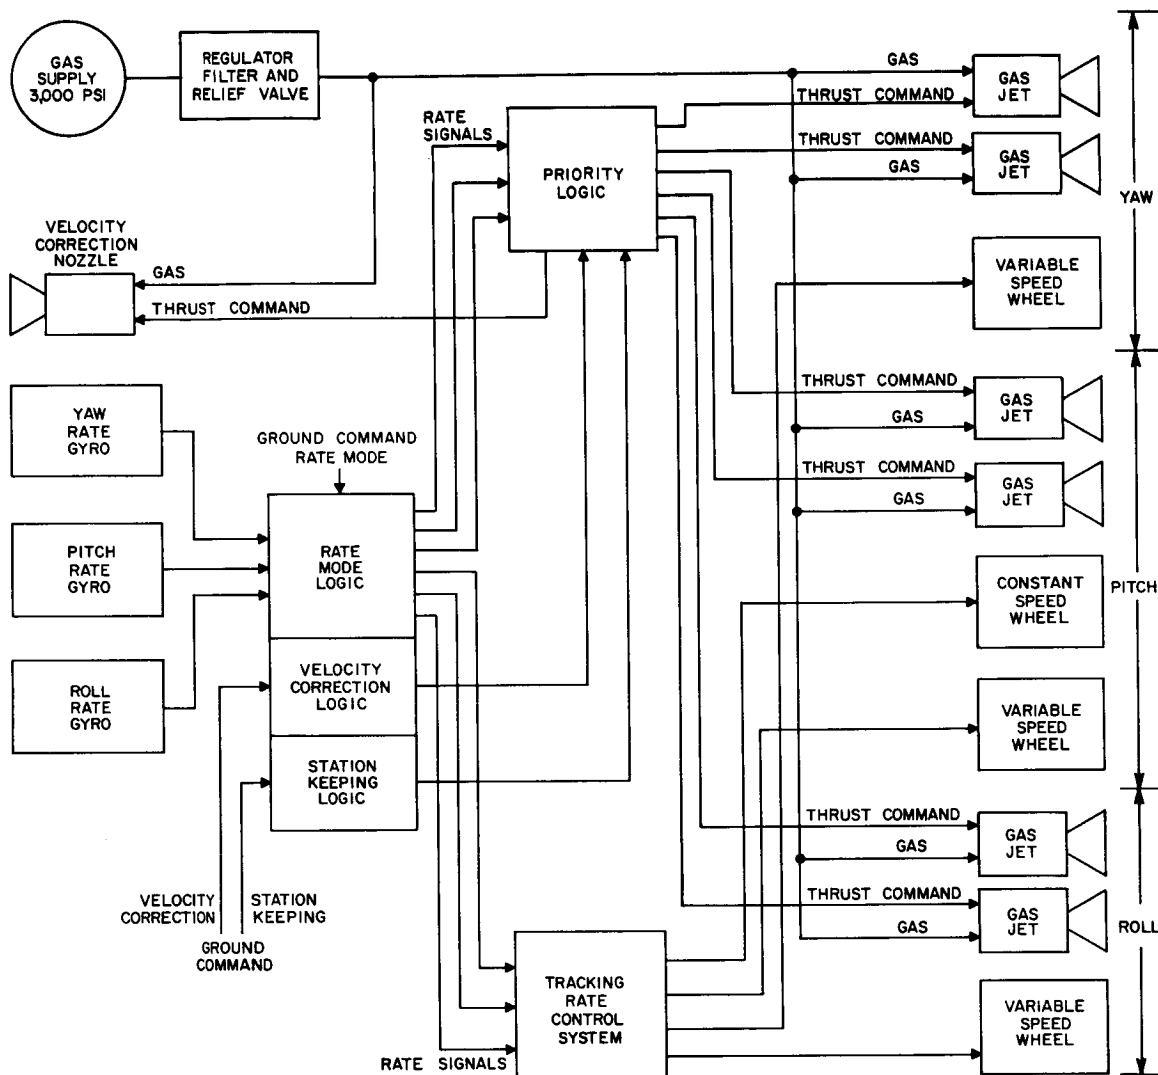 GAS
SUPPLY
3,000 PSI
REGULATOR
FILTER AND
RELIEF VALVE
GAS
THRUST COMMAND
GAS
JET
RATE
SIGNALS
PRIORITY
LOGIC
THRUST COMMAND
GAS
GAS
JET
YAW
VELOCITY
CORRECTION
NOZZLE
GAS
THRUST COMMAND
VARIABLE
SPEED
WHEEL
THRUST COMMAND
GAS
GAS
JET
YAW
RATE
GYRO
GROUND COMMAND
RATE MODE
THRUST COMMAND
GAS
GAS
JET
PITCH
RATE
GYRO
RATE
MODE
LOGIC
CONSTANT
SPEED
WHEEL
PITCH
ROLL
RATE
GYRO
VELOCITY
CORRECTION
LOGIC
VARIABLE
SPEED
WHEEL
STATION
KEEPING
LOGIC
THRUST COMMAND
GAS
GAS
JET
VELOCITY
CORRECTION
STATION
KEEPING
GROUND
COMMAND
THRUST COMMAND
GAS
GAS
JET
ROLL
TRACKING
RATE
CONTROL
SYSTEM
RATE SIGNALS
VARIABLE
SPEED
WHEEL